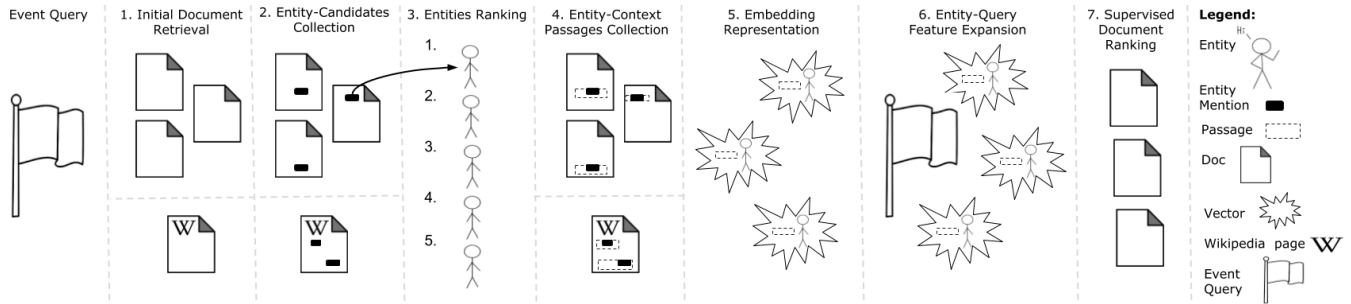 Event Query
1. Initial Document
Retrieval
2. Entity-Candidates
Collection
3. Entities Ranking
1.
2.
3.
4.
5.
4. Entity-Context
Passages Collection
5. Embedding
Representation
6. Entity-Query
Feature Expansion
7. Supervised
Document
Ranking
W
W
W
Legend:
Hi
Entity
Entity
Mention
Passage
Doc
Vector
Wikipedia page W
Event
Query